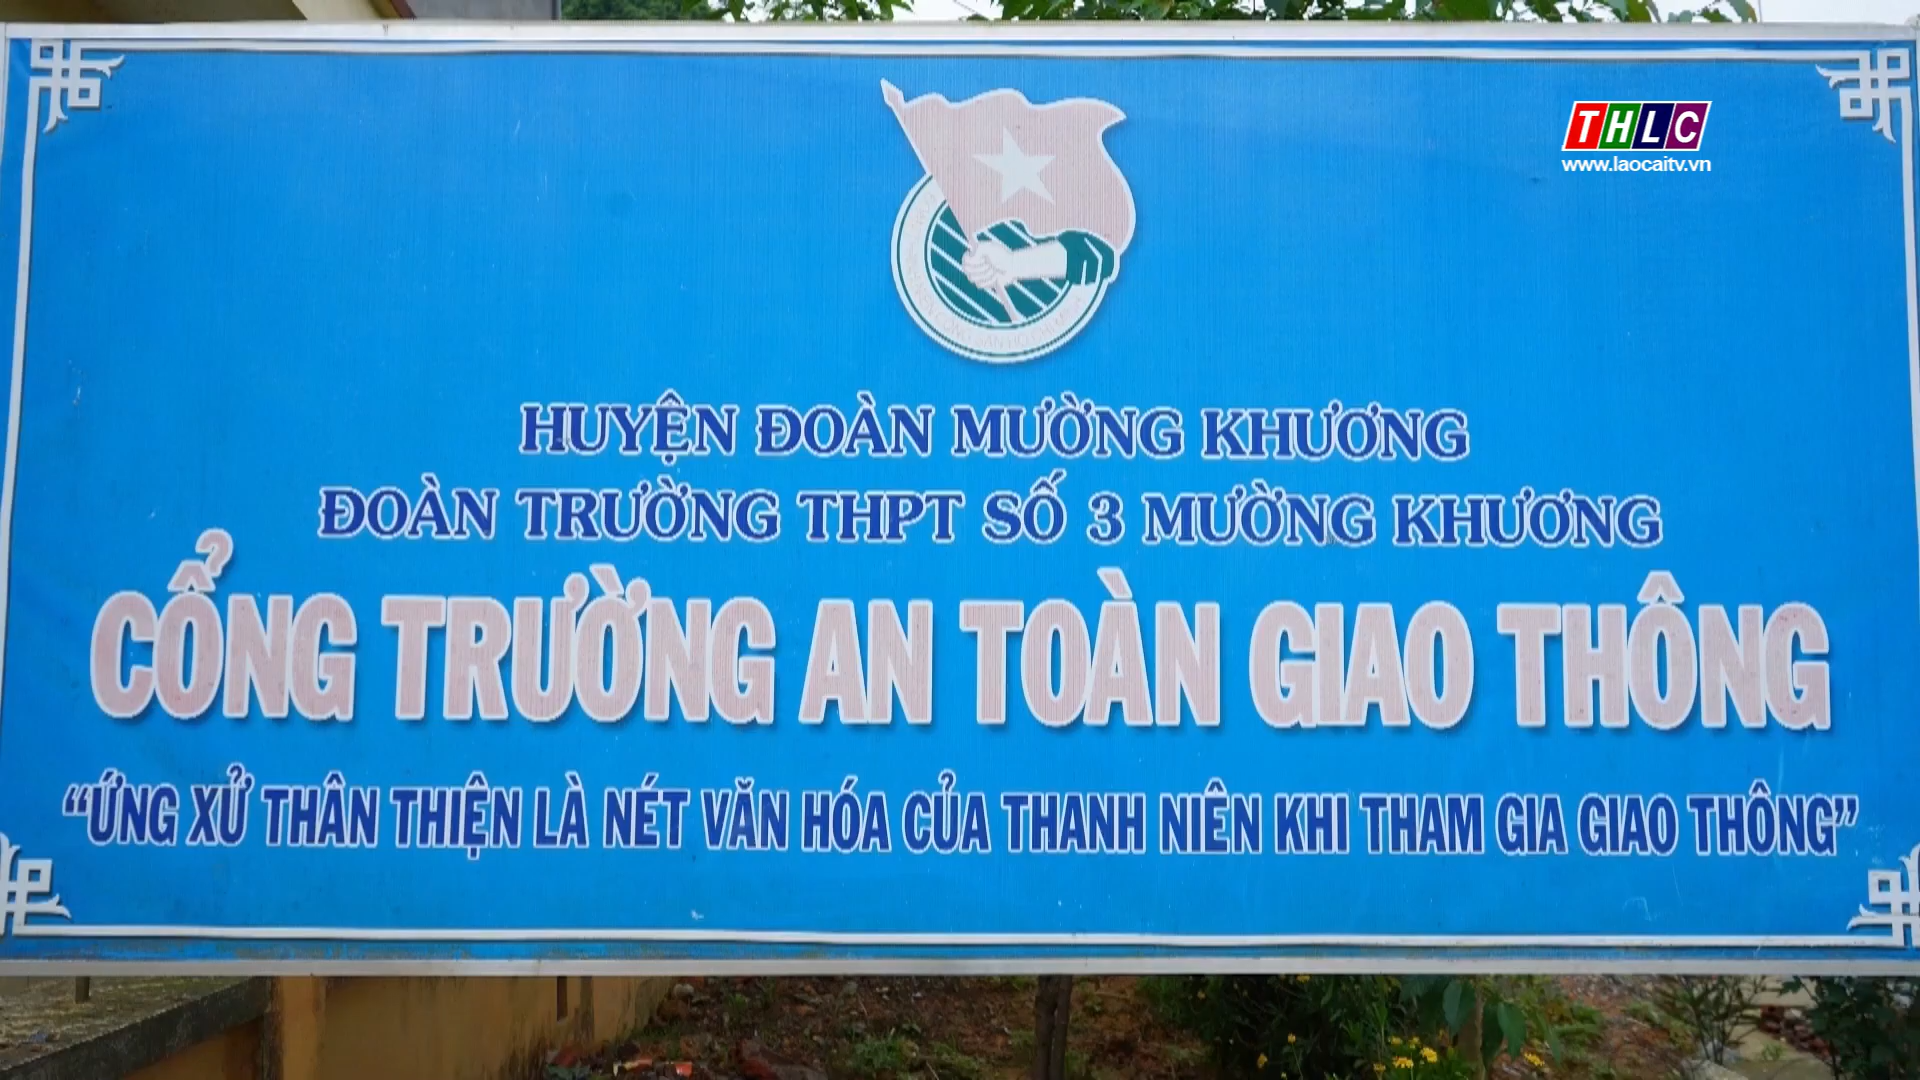 THLC
www.laocaitv.vn
HUYỆN ĐOÀN MƯỜNG KHƯƠNG
ĐOÀN TRƯỜNG THPT SỐ 3 MƯỜNG KHƯƠNG
CỔNG TRƯỜNG AN TOÀN GIAO THÔNG
“ỨNG XỬ THÂN THIỆN LÀ NÉT VĂN HÓA CỦA THANH NIÊN KHI THAM GIA GIAO THÔNG”